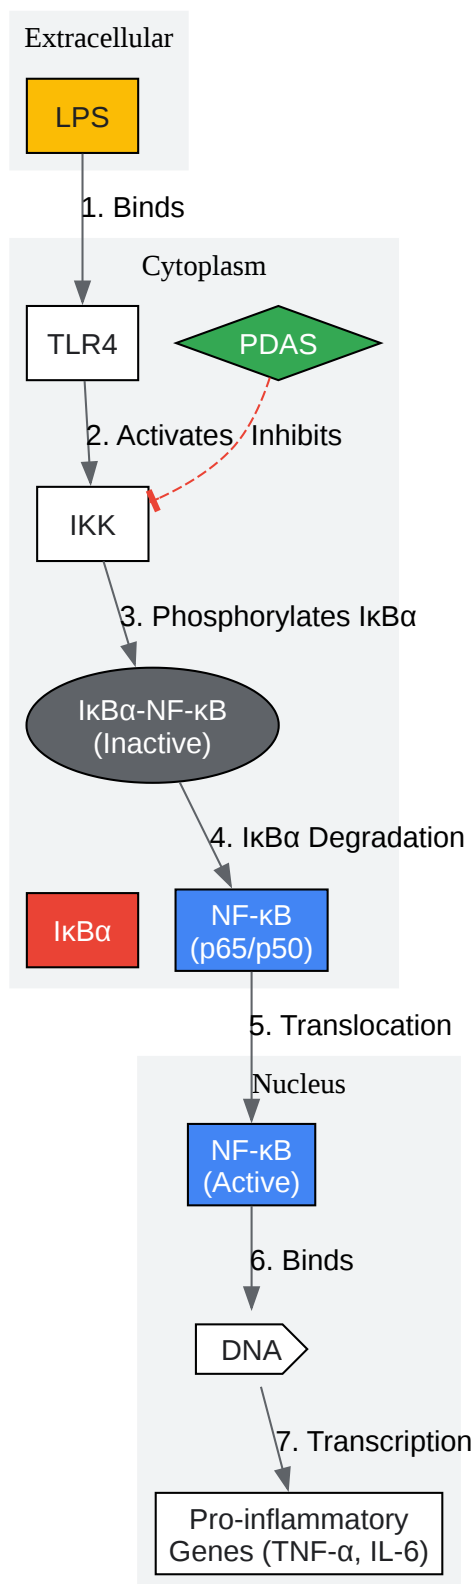 Extracellular
LPS
1. Binds
Cytoplasm
TLR4
PDAS
2. Activates
Inhibits
IKK
3. Phosphorylates IκBα
IκBα-NF-κB
(Inactive)
4. IκBα Degradation
IκBα
NF-κB
(p65/p50)
5. Translocation
Nucleus
NF-κB
(Active)
6. Binds
DNA
7. Transcription
Pro-inflammatory
Genes (TNF-α, IL-6)